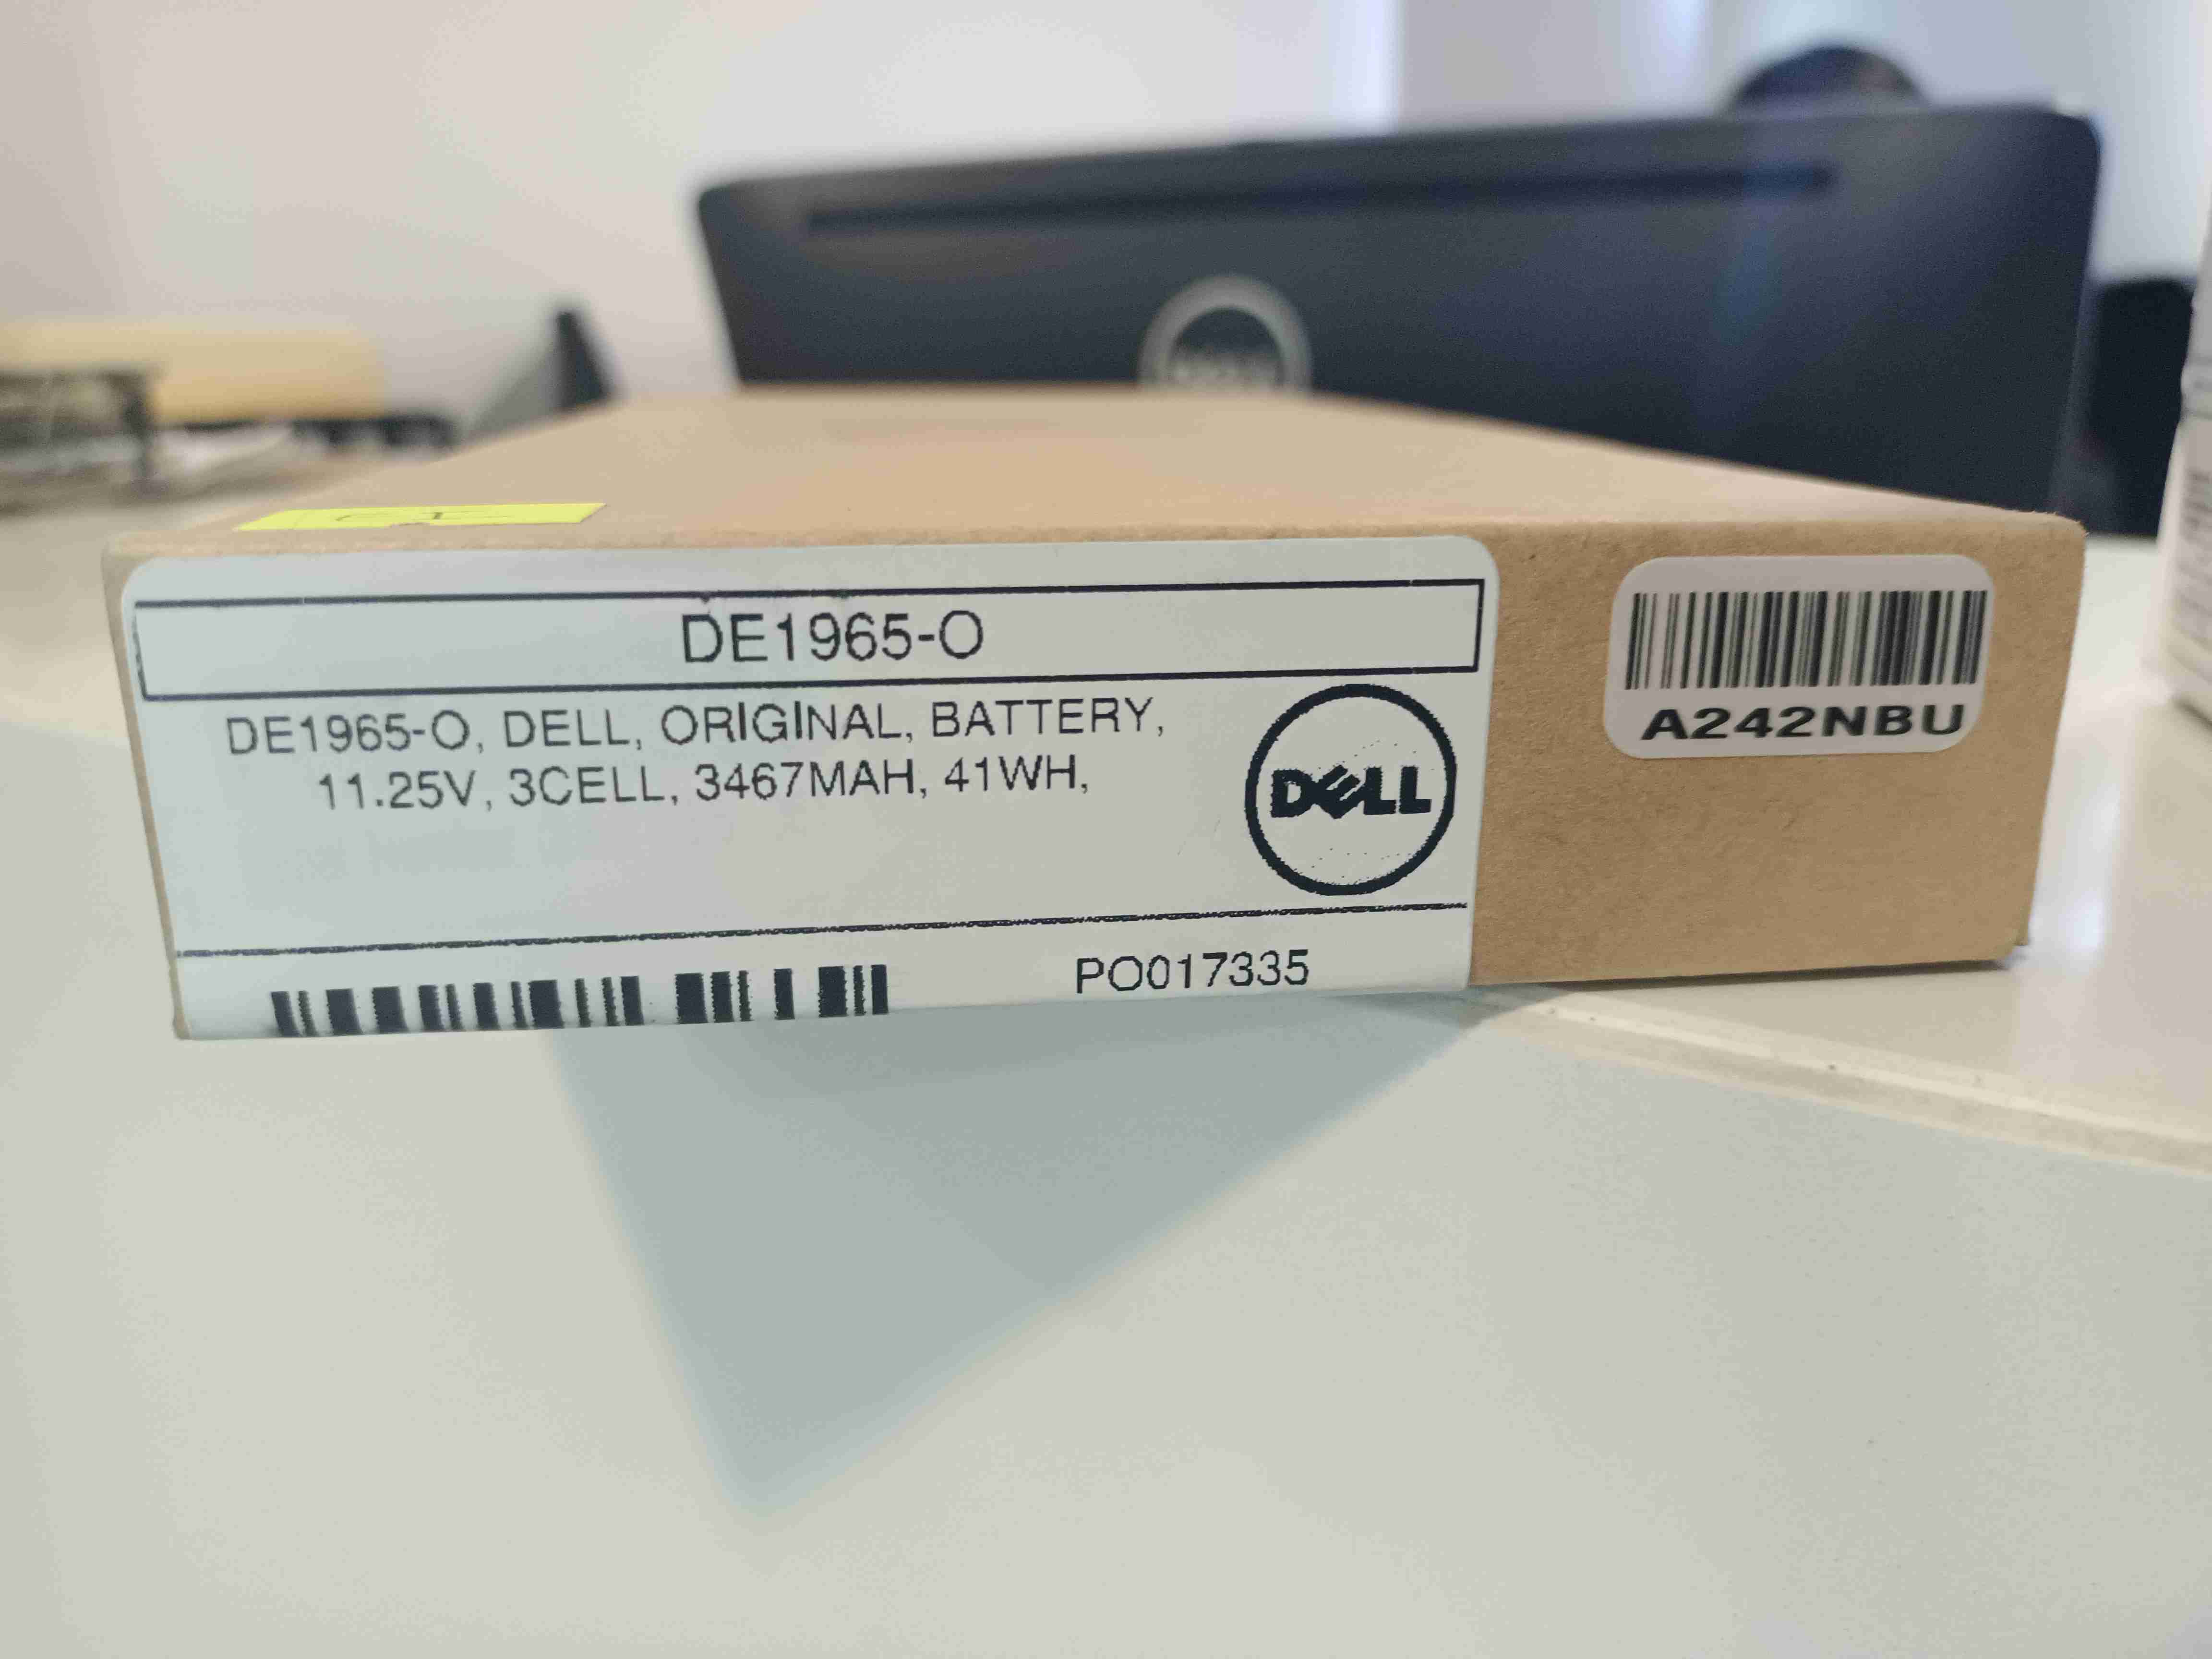 DE1965-O
DE1965-O, DELL, ORIGINAL, BATTERY,
11.25V, 3CELL, 3467MAH, 41WH,
DELL
PO017335
A242NBU